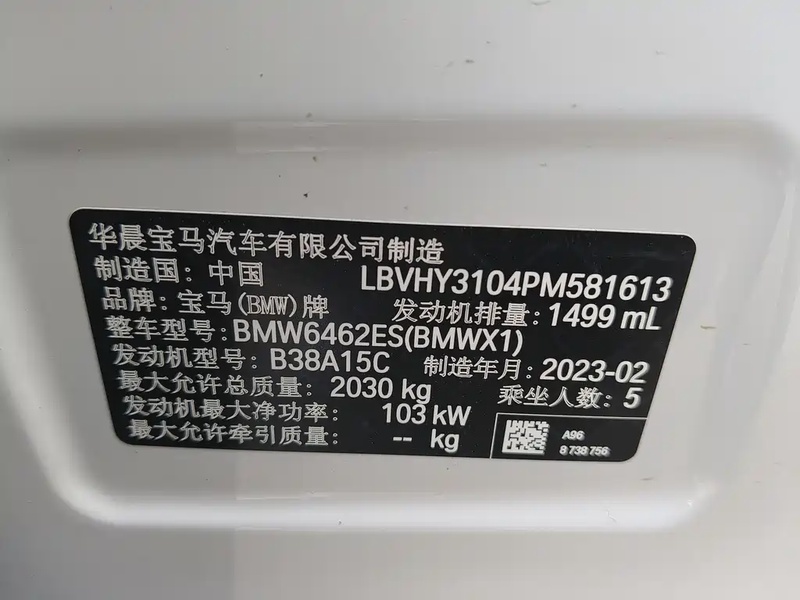 华晨宝马汽车有限公司制造
制造国: 中国 LBVHY3104PM581613
品牌: 宝马(BMW)牌 发动机排量: 1499 mL
整车型号: BMW6462ES(BMWX1)
发动机型号: B38A15C 制造年月: 2023-02
最大允许总质量: 2030 kg 乘坐人数: 5
发动机最大净功率: 103 kW
最大允许牵引质量: -- kg
A96
8 738 756